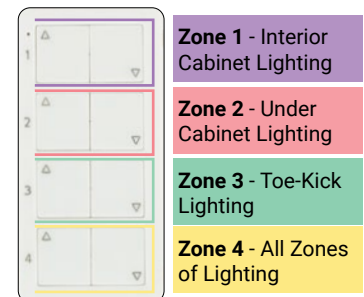 1
2
3
4
Zone 1 - Interior
Cabinet Lighting
Zone 2 - Under
Cabinet Lighting
Zone 3 - Toe-Kick
Lighting
Zone 4 - All Zones
of Lighting